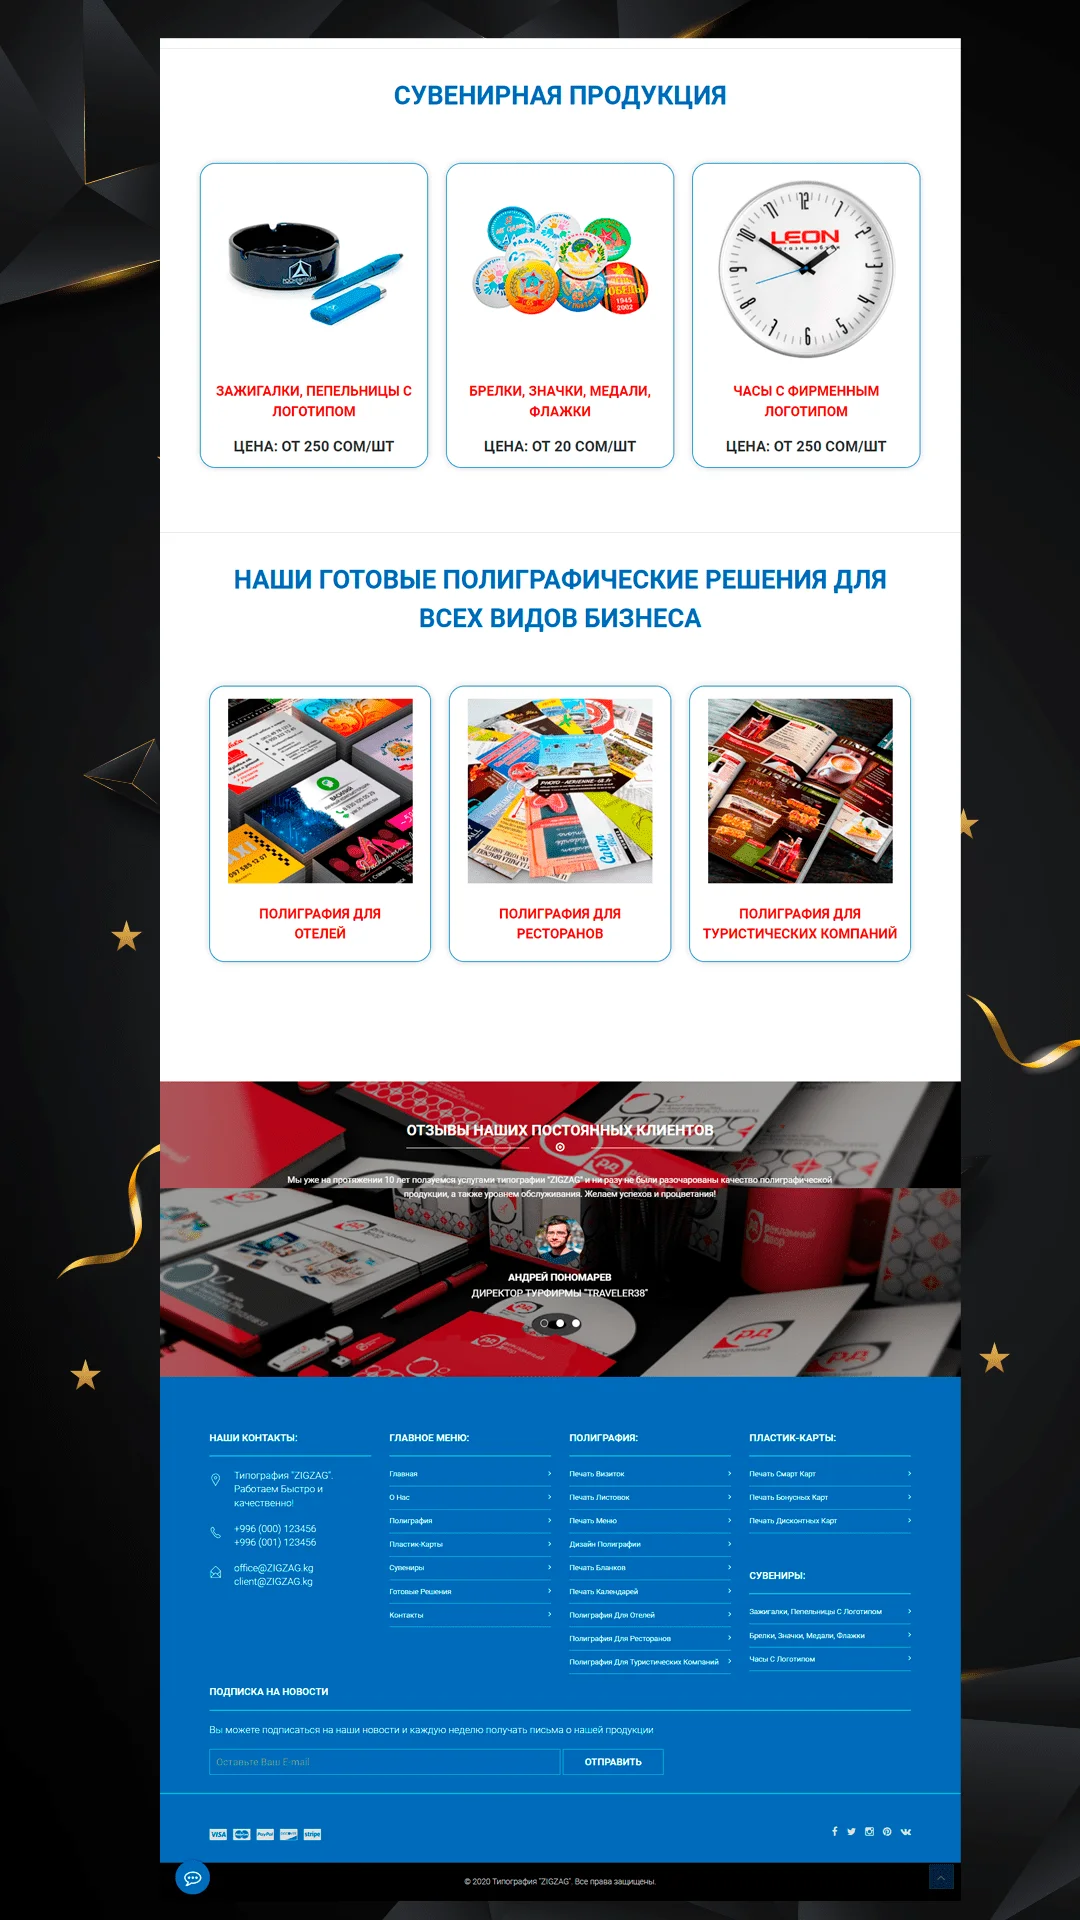 СУВЕНИРНАЯ ПРОДУКЦИЯ
LEON
ЗАЖИГАЛКИ, ПЕПЕЛЬНИЦЫ С
ЛОГОТИПОМ
ЦЕНА: ОТ 250 СОМ/ШТ
1945
2002
БРЕЛКИ, ЗНАЧКИ, МЕДАЛИ,
ФЛАЖКИ
ЦЕНА: ОТ 20 СОМ/ШТ
ЧАСЫ С ФИРМЕННЫМ
ЛОГОТИПОМ
ЦЕНА: ОТ 250 СОМ/ШТ
НАШИ ГОТОВЫЕ ПОЛИГРАФИЧЕСКИЕ РЕШЕНИЯ ДЛЯ
ВСЕХ ВИДОВ БИЗНЕСА
ПОЛИГРАФИЯ ДЛЯ
ОТЕЛЕЙ
ПОЛИГРАФИЯ ДЛЯ
РЕСТОРАНОВ
ПОЛИГРАФИЯ ДЛЯ
ТУРИСТИЧЕСКИХ КОМПАНИЙ
ОТЗЫВЫ НАШИХ ПОСТОЯННЫХ КЛИЕНТОВ
Мы уже на протяжении 10 лет ползуемся услугами типографии "ZIGZAG" и ни разу не были разочарованы качество полиграфической
продукции, а также уровнем обслуживания. Желаем успехов и процветания!
АНДРЕЙ ПОНОМАРЕВ
ДИРЕКТОР ТУРФИРМЫ "TRAVELER38"
НАШИ КОНТАКТЫ:
Типография "ZIGZAG".
Работаем Быстро и
качественно!
+996 (000) 123456
+996 (001) 123456
office@ZIGZAG.kg
client@ZIGZAG.kg
ГЛАВНОЕ МЕНЮ:
Главная
О Нас
Полиграфия
Пластик-Карты
Сувениры
Готовые Решения
Контакты
ПОЛИГРАФИЯ:
Печать Визиток
Печать Листовок
Печать Меню
Дизайн Полиграфии
Печать Бланков
Печать Календарей
Полиграфия Для Отелей
Полиграфия Для Ресторанов
Полиграфия Для Туристических Компаний
ПЛАСТИК-КАРТЫ:
Печать Смарт Карт
Печать Бонусных Карт
Печать Дисконтных Карт
СУВЕНИРЫ:
Зажигалки, Пепельницы С Логотипом
Брелки, Значки, Медали, Флажки
Часы С Логотипом
ПОДПИСКА НА НОВОСТИ
Вы можете подписаться на наши новости и каждую неделю получать письма о нашей продукции
Оставьте Ваш E-mail
ОТПРАВИТЬ
VISA
PayPal
stripe
© 2020 Типография "ZIGZAG". Все права защищены.